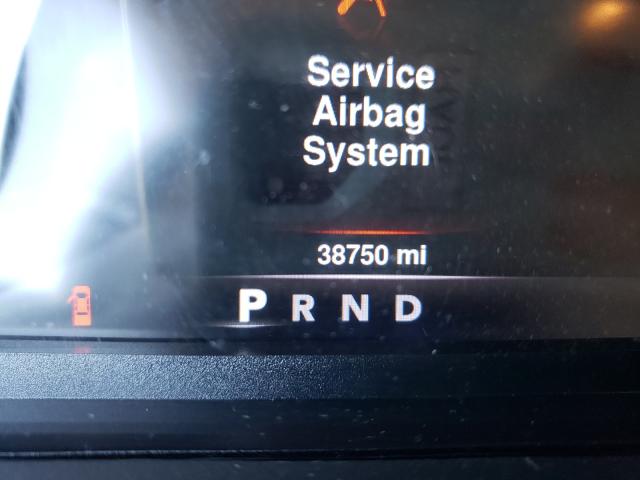 Service
Airbag
System
38750 mi
P R N D